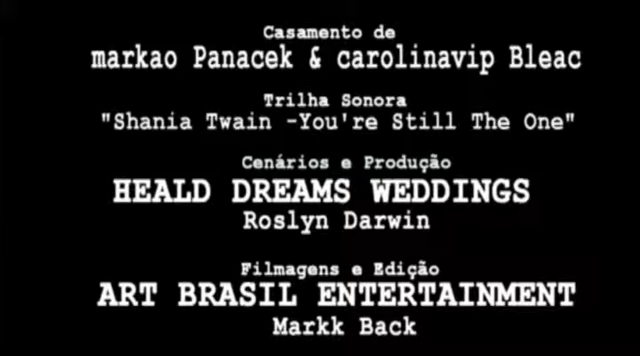 Casamento de
markao Panacek & carolinavip Bleac
Trilha Sonora
"Shania Twain -You're Still The One"
Cenários e Produção
HEALD DREAMS WEDDINGS
Roslyn Darwin
Filmagens e Edição
ART BRASIL ENTERTAINMENT
Markk Back